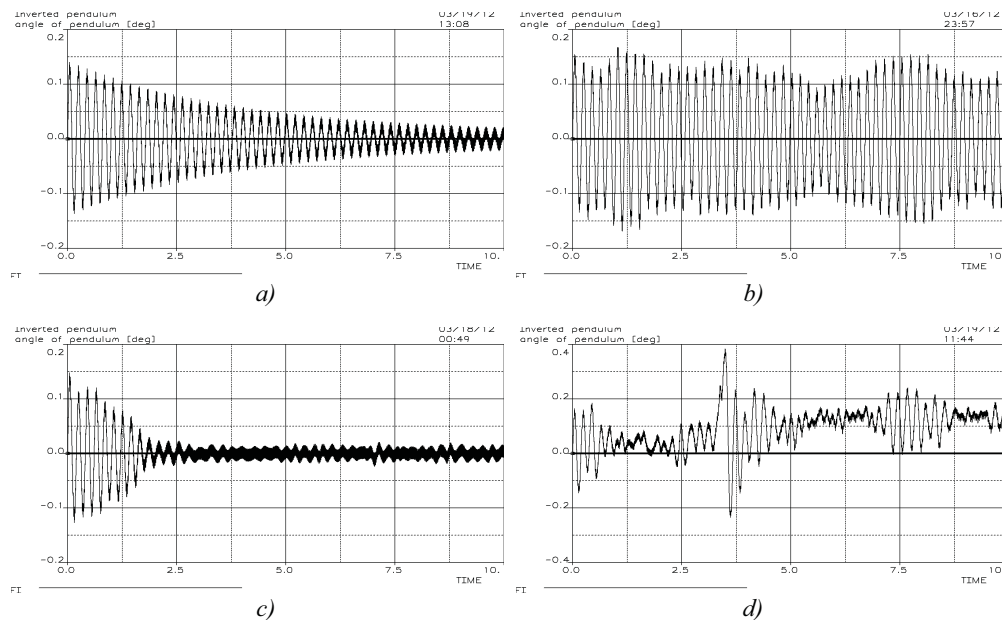 Inverted pendulum 03/19/12
angle of pendulum [deg] 13:08
0.2
0.1
0.0
-0.1
-0.2
0.0 2.5 5.0 7.5 10.
TIME
FI
a)
Inverted pendulum 03/16/12
angle of pendulum [deg] 23:57
0.2
0.1
0.0
-0.1
-0.2
0.0 2.5 5.0 7.5 10.
TIME
FI
b)
Inverted pendulum 03/18/12
angle of pendulum [deg] 00:49
0.2
0.1
0.0
-0.1
-0.2
0.0 2.5 5.0 7.5 10.
TIME
FI
c)
Inverted pendulum 03/19/12
angle of pendulum [deg] 11:44
0.4
0.2
0.0
-0.2
-0.4
0.0 2.5 5.0 7.5 10.
TIME
FI
d)